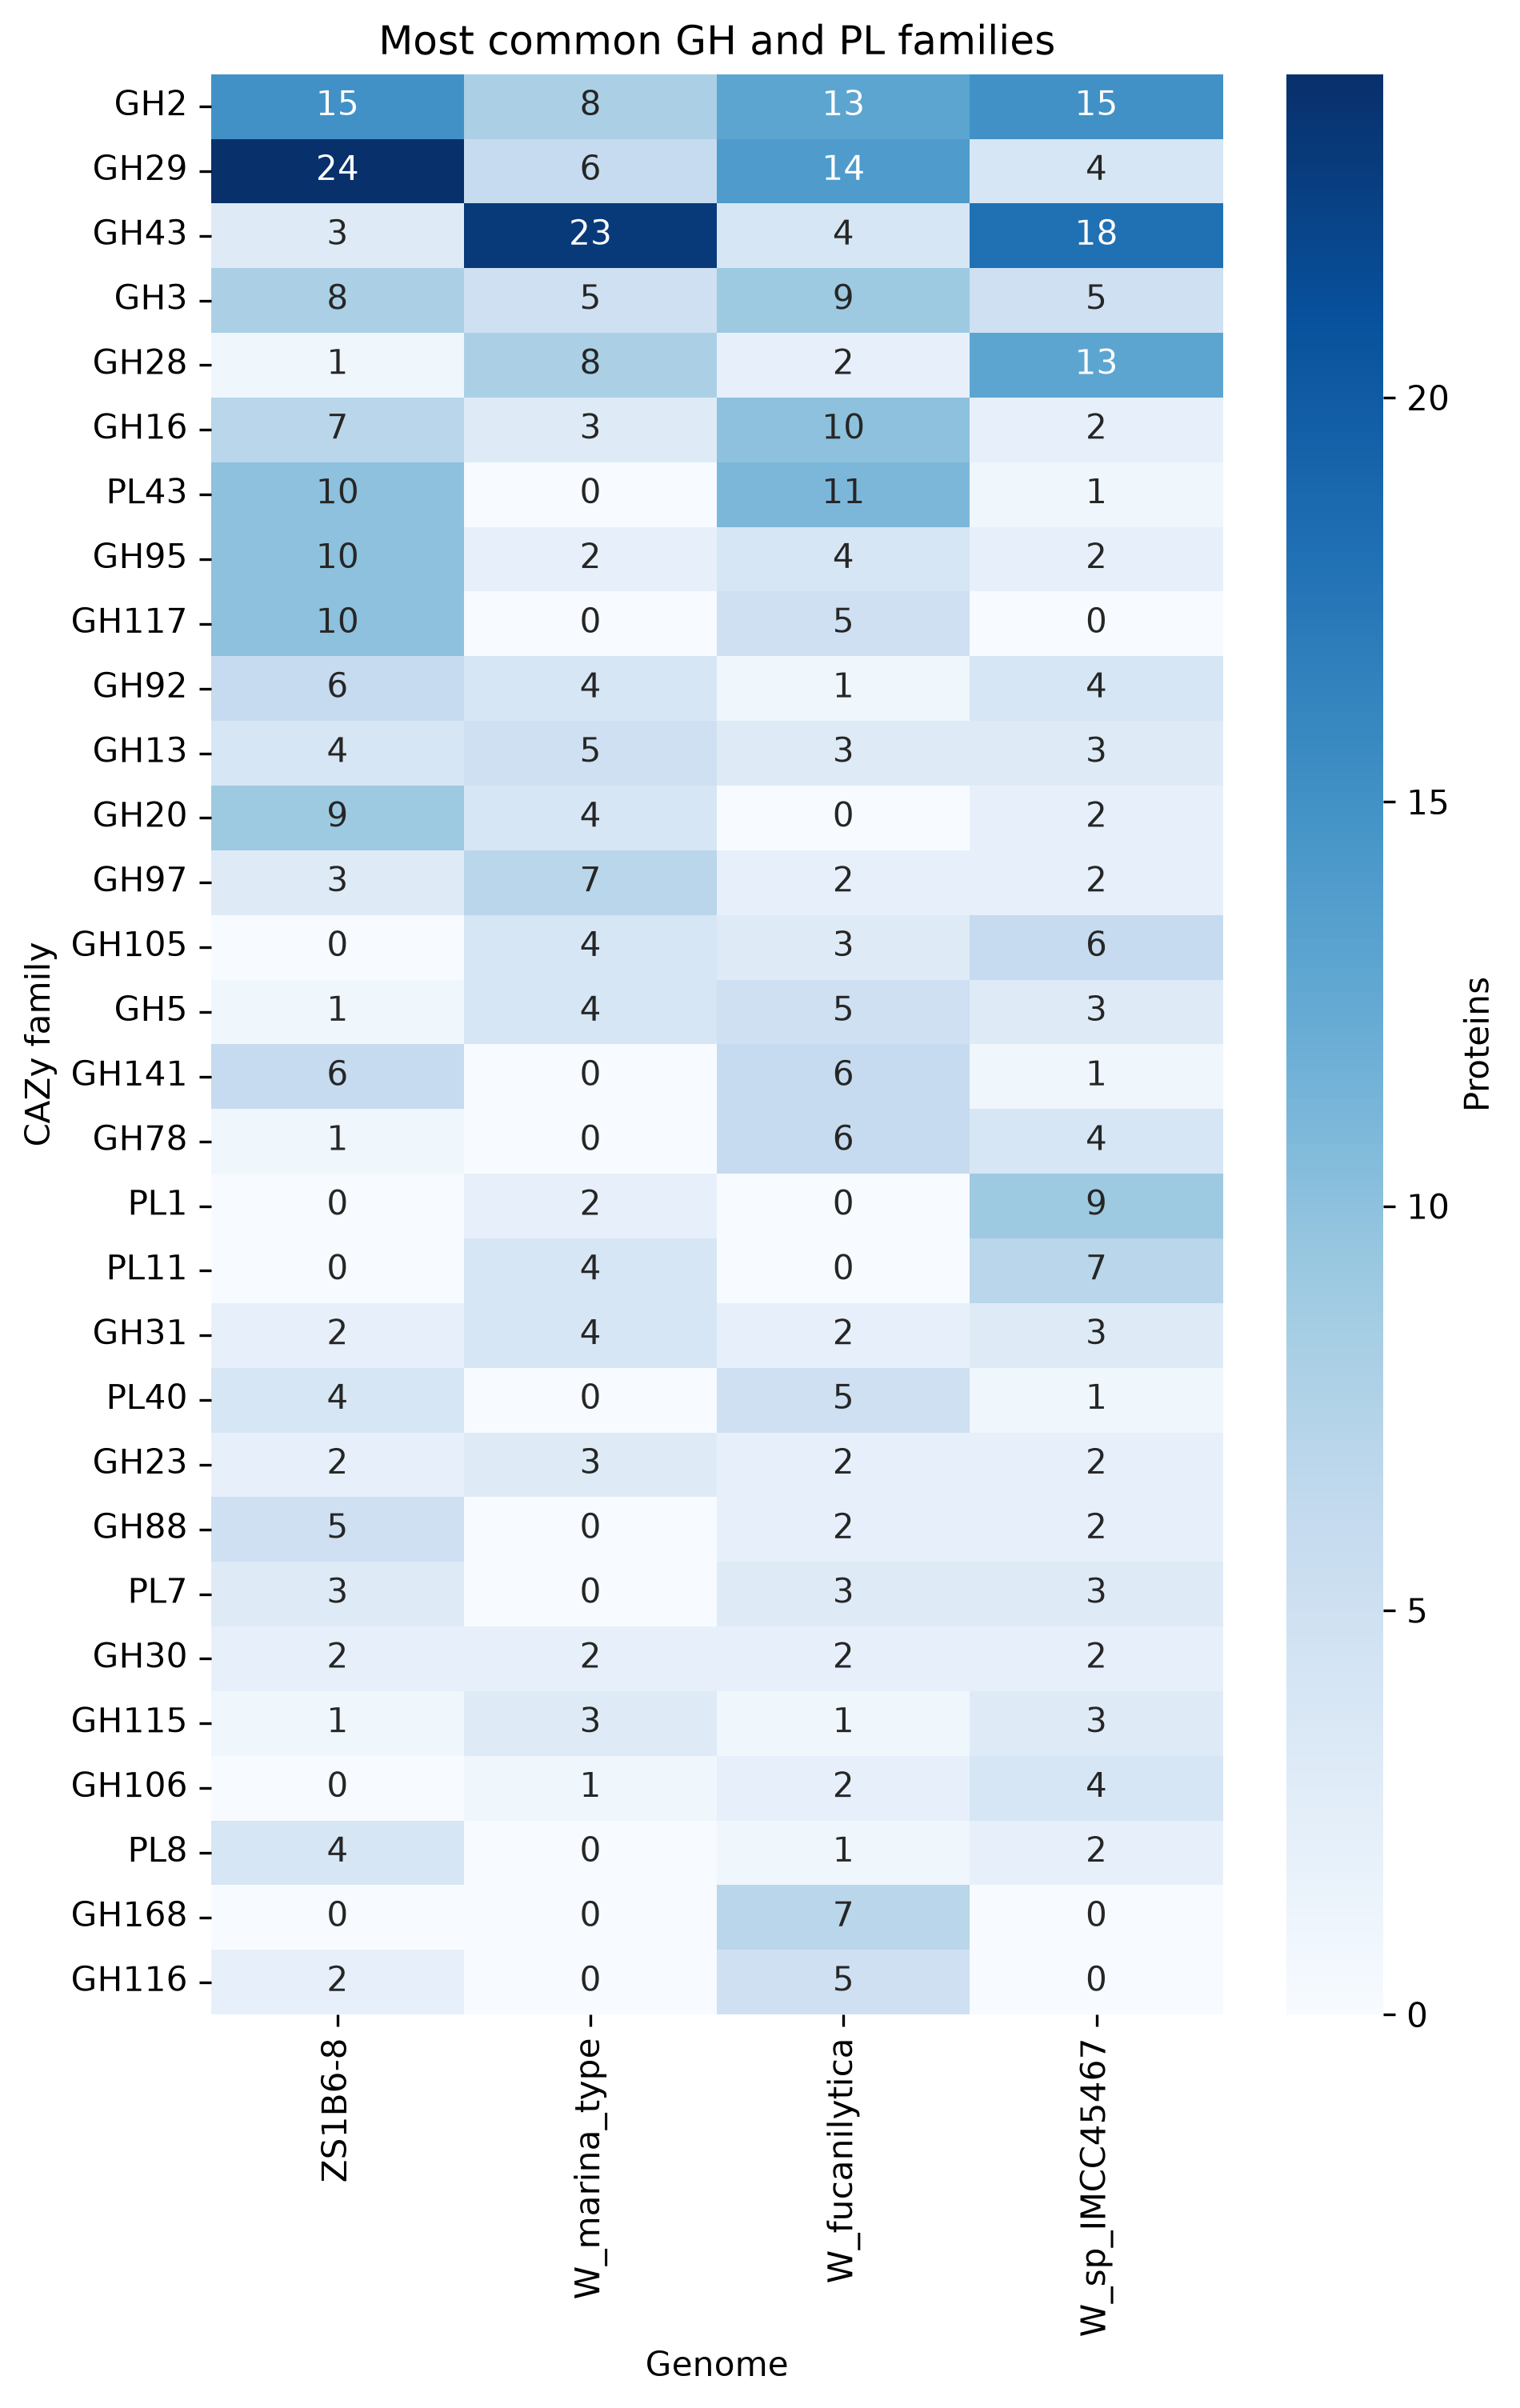 Most common GH and PL families
GH2 15 8 13 15
GH29 24 6 14 4
GH43 3 23 4 18
GH3 8 5 9 5
GH28 1 8 2 13
GH16 7 3 10 2
PL43 10 0 11 1
GH95 10 2 4 2
GH117 10 0 5 0
GH92 6 4 1 4
GH13 4 5 3 3
GH20 9 4 0 2
GH97 3 7 2 2
GH105 0 4 3 6
GH5 1 4 5 3
GH141 6 0 6 1
GH78 1 0 6 4
PL1 0 2 0 9
PL11 0 4 0 7
GH31 2 4 2 3
PL40 4 0 5 1
GH23 2 3 2 2
GH88 5 0 2 2
PL7 3 0 3 3
GH30 2 2 2 2
GH115 1 3 1 3
GH106 0 1 2 4
PL8 4 0 1 2
GH168 0 0 7 0
GH116 2 0 5 0
CAZy family
ZS1B6-8
W_marina_type
W_fucanilytica
W_sp_IMCC45467
Genome
20
15
10
5
0
Proteins